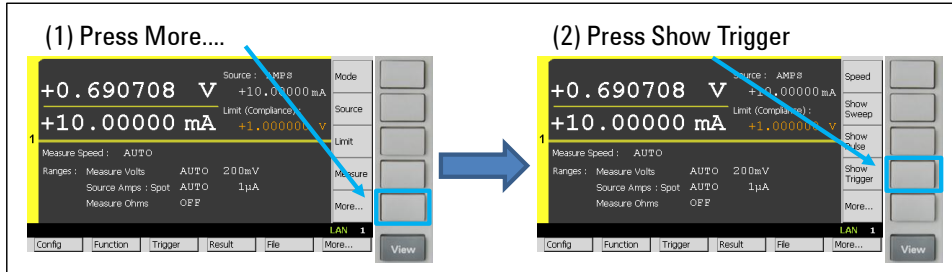 (1) Press More....
+0.690708 V
Source : AMPS
+10.00000 mA
+10.00000 mA
Limit (Compliance) :
+1.000000 V
1
Measure Speed : AUTO
Ranges : Measure Volts AUTO 200mV
Source Amps : Spot AUTO 1µA
Measure Ohms OFF
Mode
Source
Limit
Measure
More...
LAN 1
Config Function Trigger Result File More...
View
(2) Press Show Trigger
+0.690708 V
Source : AMPS
+10.00000 mA
+10.00000 mA
Limit (Compliance) :
+1.000000 V
1
Measure Speed : AUTO
Ranges : Measure Volts AUTO 200mV
Source Amps : Spot AUTO 1µA
Measure Ohms OFF
Speed
Show
Sweep
Show
Pulse
Show
Trigger
More...
LAN 1
Config Function Trigger Result File More...
View